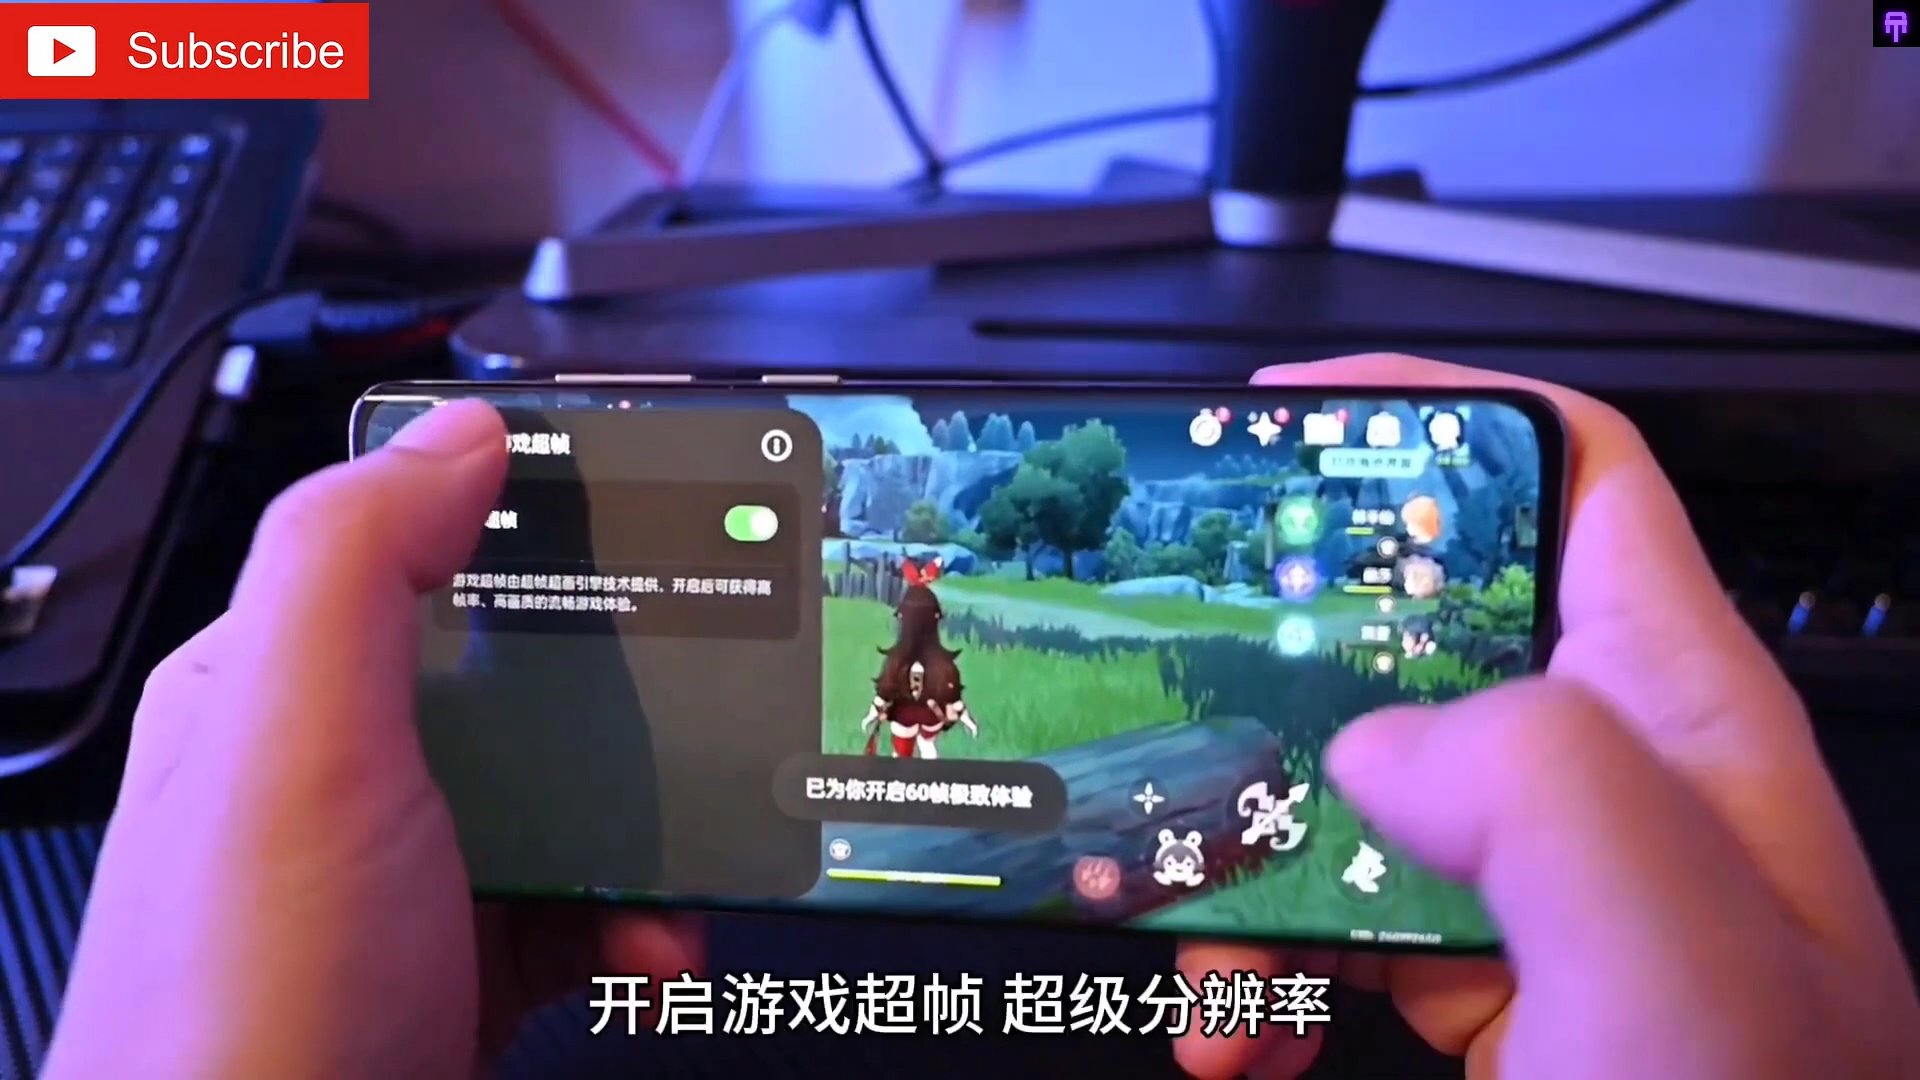 Subscribe
戏超帧
超帧
游戏超帧由超帧超画引擎技术提供，开启后可获得高
帧率、高画质的流畅游戏体验。
已为你开启60帧极致体验
开启游戏超帧 超级分辨率